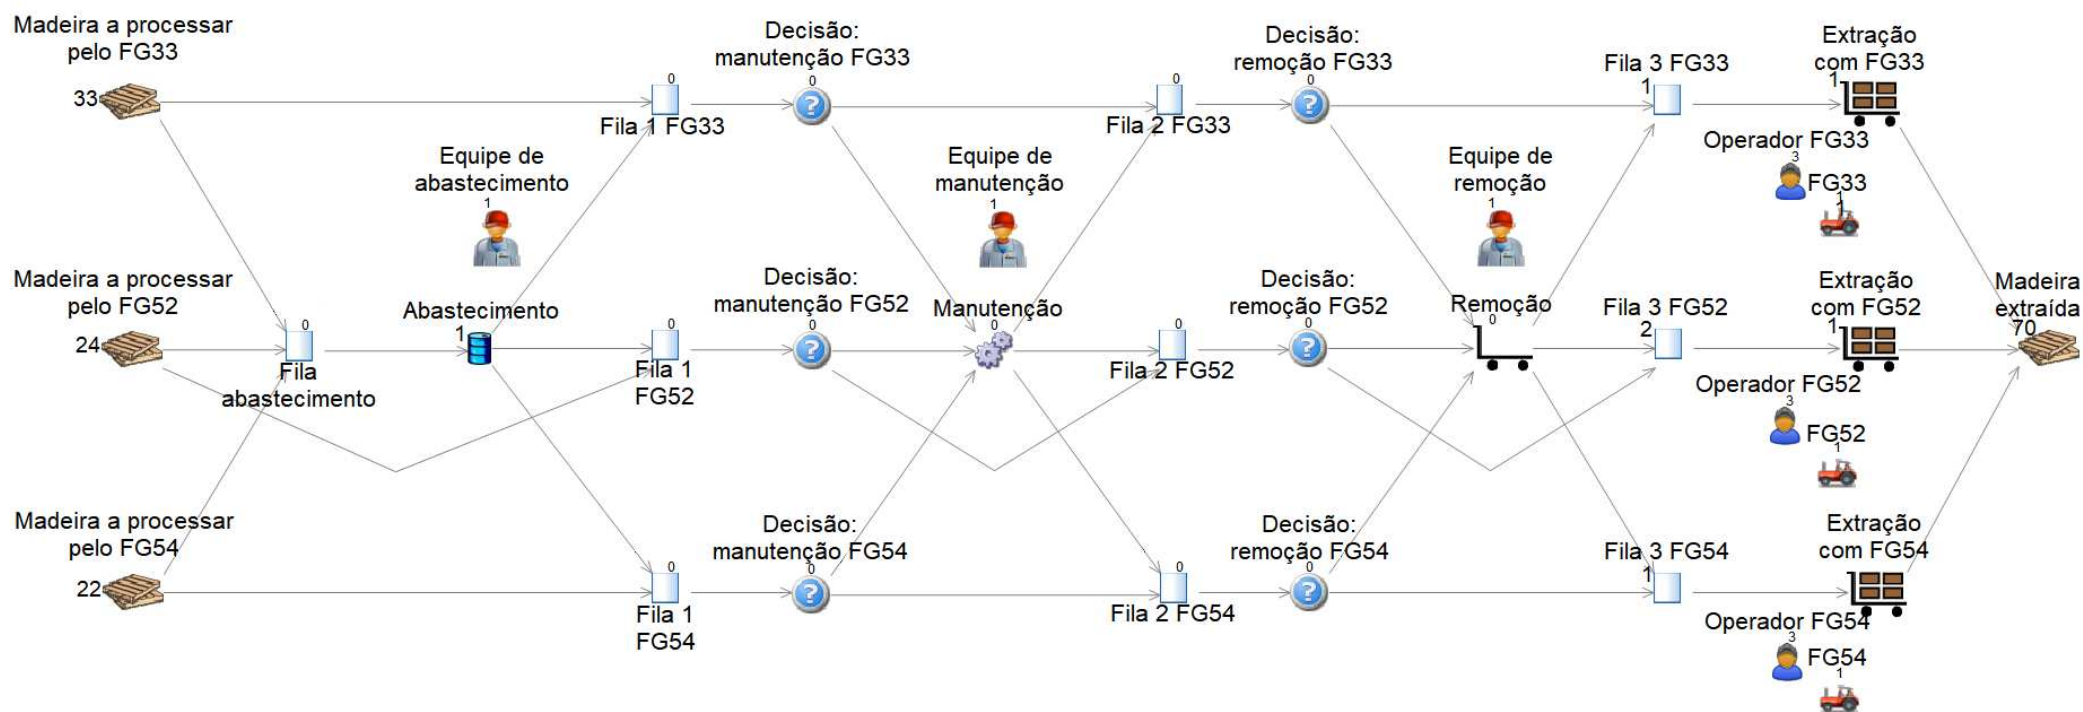 Madeira a processar
pelo FG33
33
Decisão:
manutenção FG33
0
0
Fila 1 FG33
Decisão:
remoção FG33
0
0
Fila 2 FG33
Fila 3 FG33
1
Extração
com FG33
1
Equipe de
abastecimento
1
Equipe de
manutenção
1
Equipe de
remoção
1
Operador FG33
3
FG33
1
1
Madeira a processar
pelo FG52
24
0
Fila
abastecimento
Abastecimento
1
0
Fila 1
FG52
Decisão:
manutenção FG52
0
Manutenção
0
0
Fila 2 FG52
Decisão:
remoção FG52
0
Remoção
0
Fila 3 FG52
2
Extração
com FG52
1
Madeira
extraída
70
Operador FG52
3
FG52
1
Madeira a processar
pelo FG54
22
0
Fila 1
FG54
Decisão:
manutenção FG54
0
0
Fila 2 FG54
Decisão:
remoção FG54
0
Fila 3 FG54
1
Extração
com FG54
Operador FG54
3
FG54
1